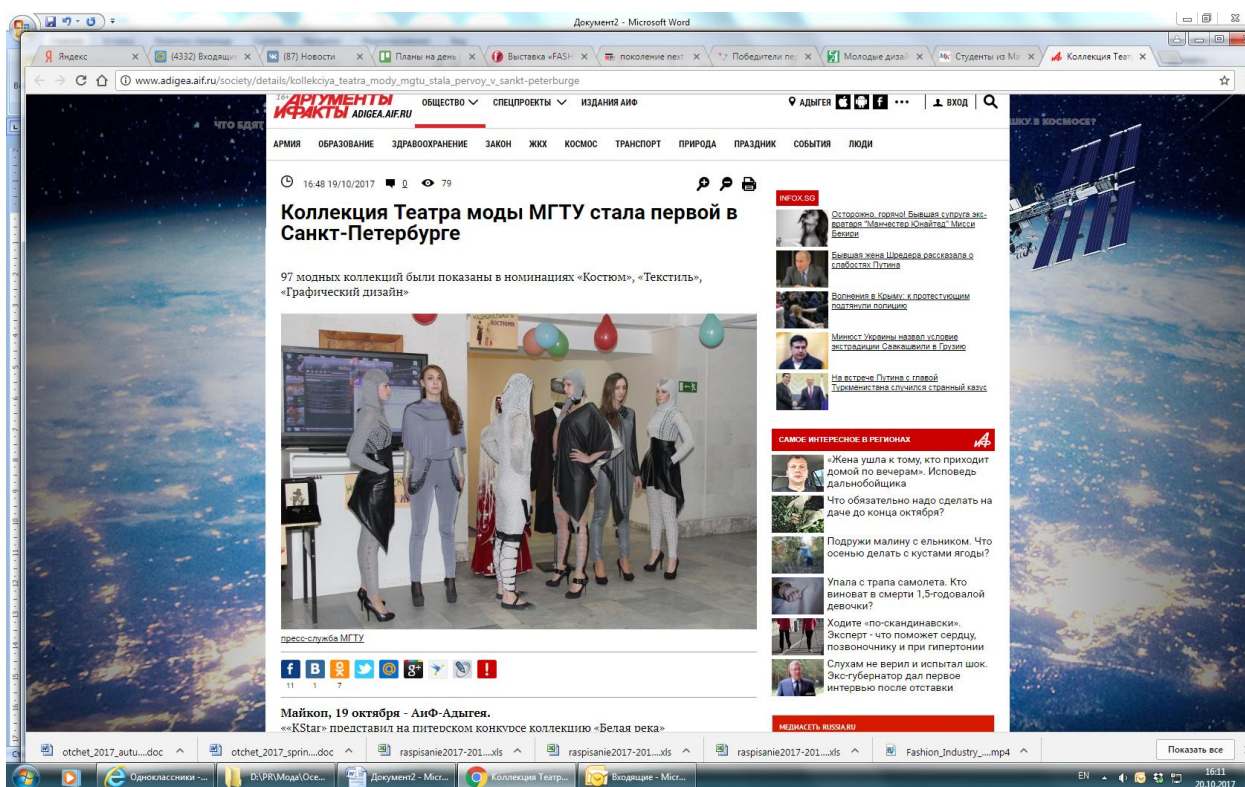 Документ2 - Microsoft Word
Яндекс
(4332) Входящие
(87) Новости
Планы на день
Выставка «FASH
поколение next
Победители пе
Молодые дизай
Студенты из Ма
Коллекция Теат
www.adigea.aif.ru/society/details/kollekciya_teatra_mody_mgtu_stala_pervoy_v_sankt-peterburge
ЧТО ЕДЯТ
16+
АРГУМЕНТЫ
И ФАКТЫ ADIGEA.AIF.RU
ОБЩЕСТВО
СПЕЦПРОЕКТЫ
ИЗДАНИЯ АИФ
АДЫГЕЯ
ВХОД
В КОСМОСЕ?
АРМИЯ ОБРАЗОВАНИЕ ЗДРАВООХРАНЕНИЕ ЗАКОН ЖКХ КОСМОС ТРАНСПОРТ ПРИРОДА ПРАЗДНИК СОБЫТИЯ ЛЮДИ
16:48 19/10/2017 0 79
Коллекция Театра моды МГТУ стала первой в
Санкт-Петербурге
97 модных коллекций были показаны в номинациях «Костюм», «Текстиль»,
«Графический дизайн»
КОСТЮМА
пресс-служба МГТУ
11 1 7
Майкоп, 19 октября - АиФ-Адыгея.
««KStar» представил на питерском конкурсе коллекцию «Белая река»
INFOX.SG
Осторожно, горячо! Бывшая супруга экс-
вратаря "Манчестер Юнайтед" Мисси
Бекири
Бывшая жена Шредера рассказала о
слабостях Путина
Волнения в Крыму: к протестующим
подтянули полицию
Минюст Украины назвал условие
экстрадиции Саакашвили в Грузию
На встрече Путина с главой
Туркменистана случился странный казус
САМОЕ ИНТЕРЕСНОЕ В РЕГИОНАХ
«Жена ушла к тому, кто приходит
домой по вечерам». Исповедь
дальнобойщика
Что обязательно надо сделать на
даче до конца октября?
Подружи малину с ельником. Что
осенью делать с кустами ягоды?
Упала с трапа самолета. Кто
виноват в смерти 1,5-годовалой
девочки?
Ходите «по-скандинавски».
Эксперт - что поможет сердцу,
позвоночнику и при гипертонии
Слухам не верил и испытал шок.
Экс-губернатор дал первое
интервью после отставки
МЕДИАСЕТЬ RUSSIA.RU
otchet_2017_autu....doc
otchet_2017_sprin....doc
raspisanie2017-201....xls
raspisanie2017-201....xls
raspisanie2017-201....xls
Fashion_Industry_....mp4
Показать все
Одноклассники -...
D:\PR\Мода\Осе...
Документ2 - Micr...
Коллекция Театр...
Входящие - Micr...
EN
16:11
20.10.2017